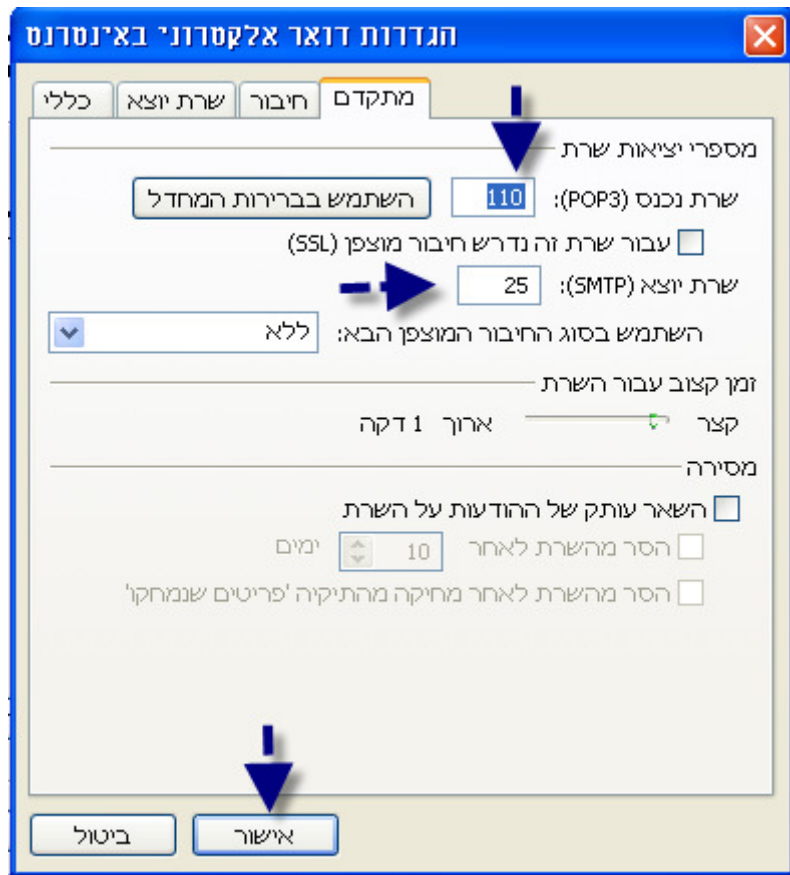 הגדרות דואר אלקטרוני באינטרנט
כללי שרת יוצא חיבור מתקדם
מספרי יציאות שרת
שרת נכנס (POP3): 110 השתמש בברירות המחדל
עבור שרת זה נדרש חיבור מוצפן (SSL)
שרת יוצא (SMTP): 25
השתמש בסוג החיבור המוצפן הבא: ללא
זמן קצוב עבור השרת
קצר ארוך 1 דקה
מסירה
השאר עותק של ההודעות על השרת
הסר מהשרת לאחר 10 ימים
הסר מהשרת לאחר מחיקה מהתיקיה 'פריטים שנמחקו'
אישור ביטול